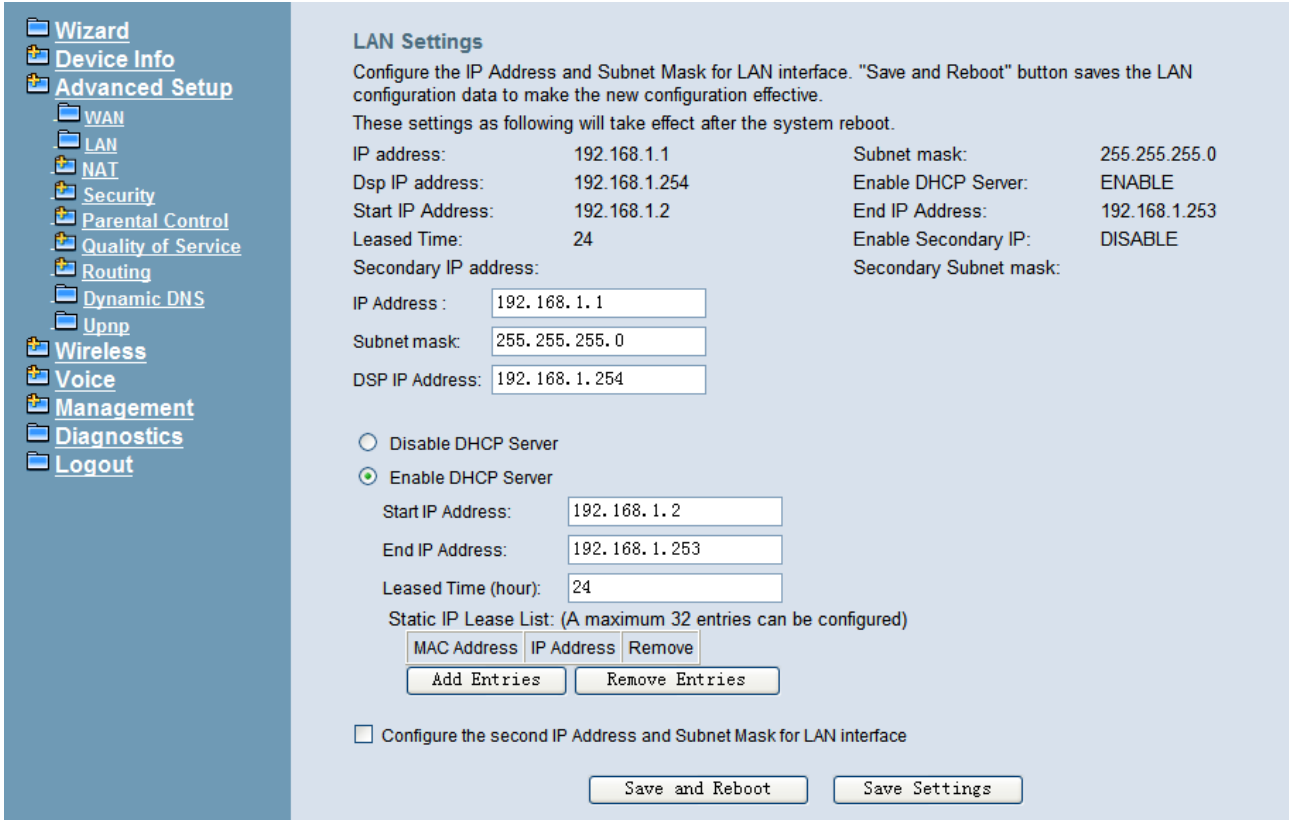 Wizard
Device Info
Advanced Setup
WAN
LAN
NAT
Security
Parental Control
Quality of Service
Routing
Dynamic DNS
Upnp
Wireless
Voice
Management
Diagnostics
Logout
LAN Settings
Configure the IP Address and Subnet Mask for LAN interface. "Save and Reboot" button saves the LAN
configuration data to make the new configuration effective.
These settings as following will take effect after the system reboot.
IP address: 192.168.1.1 Subnet mask: 255.255.255.0
Dsp IP address: 192.168.1.254 Enable DHCP Server: ENABLE
Start IP Address: 192.168.1.2 End IP Address: 192.168.1.253
Leased Time: 24 Enable Secondary IP: DISABLE
Secondary IP address: Secondary Subnet mask:
IP Address : 192.168.1.1
Subnet mask: 255.255.255.0
DSP IP Address: 192.168.1.254
Disable DHCP Server
Enable DHCP Server
Start IP Address: 192.168.1.2
End IP Address: 192.168.1.253
Leased Time (hour): 24
Static IP Lease List: (A maximum 32 entries can be configured)
MAC Address IP Address Remove
Add Entries Remove Entries
Configure the second IP Address and Subnet Mask for LAN interface
Save and Reboot Save Settings